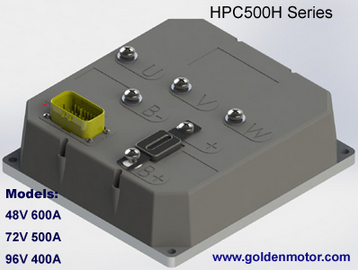 HPC500H Series
U
B-
V
W
+
B+
Models:
48V 600A
72V 500A
96V 400A
www.goldenmotor.com